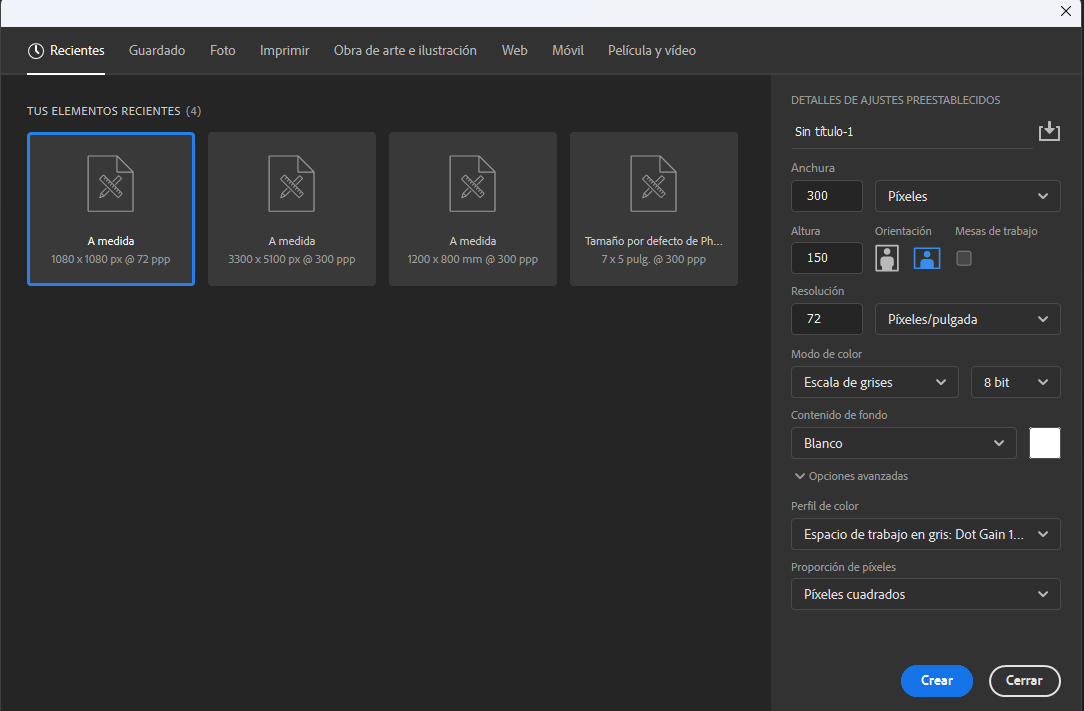 Recientes Guardado Foto Imprimir Obra de arte e ilustración Web Móvil Película y vídeo
TUS ELEMENTOS RECIENTES (4)
A medida
1080 x 1080 px @ 72 ppp
A medida
3300 x 5100 px @ 300 ppp
A medida
1200 x 800 mm @ 300 ppp
Tamaño por defecto de Ph...
7 x 5 pulg. @ 300 ppp
DETALLES DE AJUSTES PREESTABLECIDOS
Sin título-1
Anchura
300 Píxeles
Altura Orientación Mesas de trabajo
150
Resolución
72 Píxeles/pulgada
Modo de color
Escala de grises 8 bit
Contenido de fondo
Blanco
Opciones avanzadas
Perfil de color
Espacio de trabajo en gris: Dot Gain 1...
Proporción de píxeles
Píxeles cuadrados
Crear Cerrar